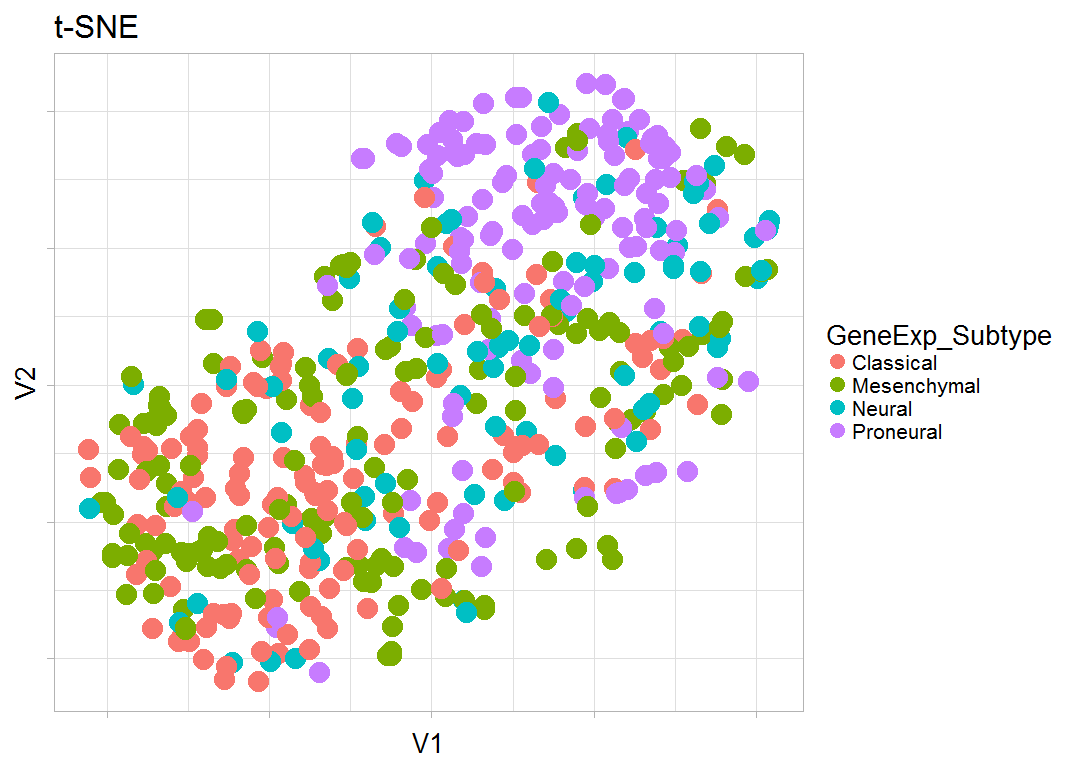 t-SNE
V2
V1
GeneExp_Subtype
Classical
Mesenchymal
Neural
Proneural